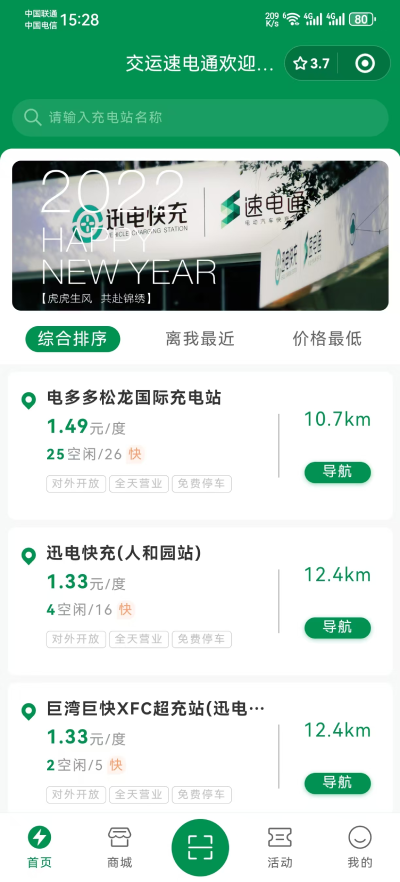 中国联通
中国电信
15:28
209
K/s
6
4G
4G
80
交运速电通欢迎...
3.7
请输入充电站名称
2022
迅电快充
VEHICLE CHARGING STATION
速电通
HAPPY
NEW YEAR
【虎虎生风 共赴锦绣】
迅电快充
速电通
综合排序 离我最近 价格最低
电多多松龙国际充电站
1.49元/度
25空闲/26 快
对外开放 全天营业 免费停车
10.7km
导航
迅电快充(人和园站)
1.33元/度
4空闲/16 快
对外开放 全天营业 免费停车
12.4km
导航
巨湾巨快XFC超充站(迅电…
1.33元/度
2空闲/5 快
对外开放 全天营业 免费停车
12.4km
导航
首页 商城 活动 我的